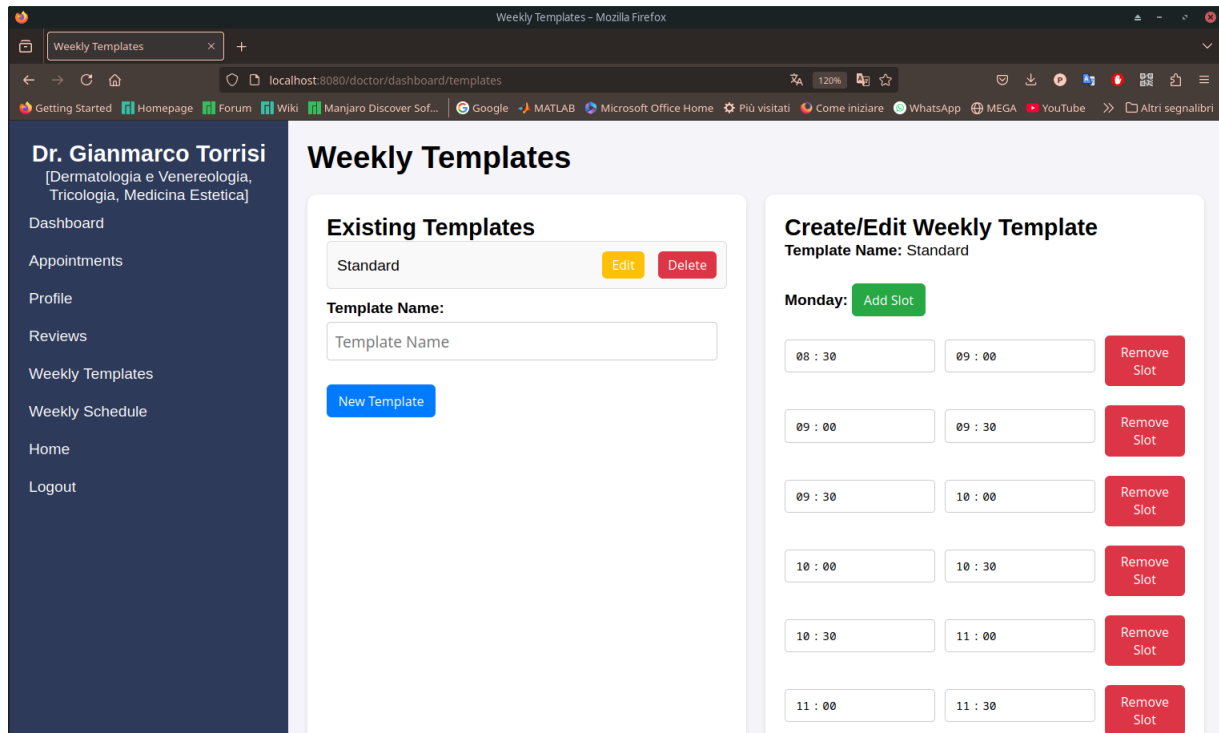 Weekly Templates – Mozilla Firefox
Weekly Templates
localhost:8080/doctor/dashboard/templates
120%
Getting Started Homepage Forum Wiki Manjaro Discover Sof... Google MATLAB Microsoft Office Home Più visitati Come iniziare WhatsApp MEGA YouTube Altri segnalibri
Dr. Gianmarco Torrisi
[Dermatologia e Venereologia,
Tricologia, Medicina Estetica]
Dashboard
Appointments
Profile
Reviews
Weekly Templates
Weekly Schedule
Home
Logout
Weekly Templates
Existing Templates
Standard Edit Delete
Template Name:
Template Name
New Template
Create/Edit Weekly Template
Template Name: Standard
Monday: Add Slot
08:30 09:00 Remove
Slot
09:00 09:30 Remove
Slot
09:30 10:00 Remove
Slot
10:00 10:30 Remove
Slot
10:30 11:00 Remove
Slot
11:00 11:30 Remove
Slot